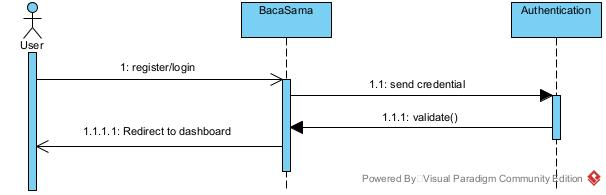 BacaSama
Authentication
User
1: register/login
1.1: send credential
1.1.1: validate()
1.1.1.1: Redirect to dashboard
Powered By Visual Paradigm Community Edition